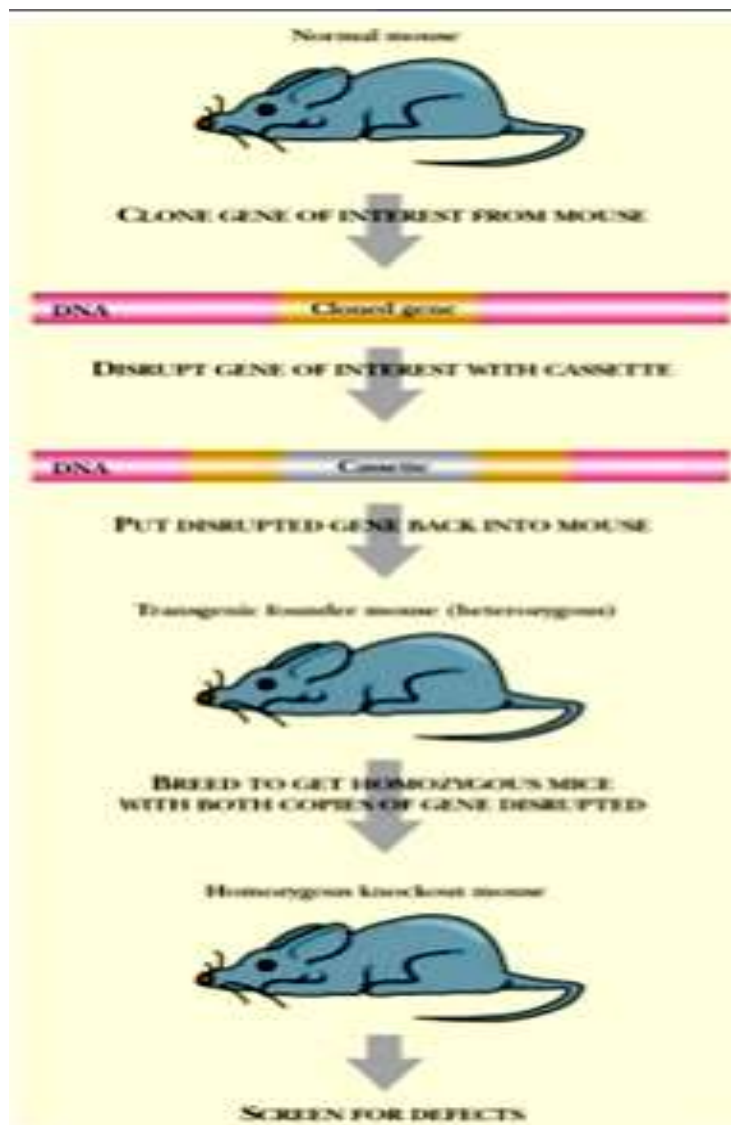 Normal mouse
CLONE GENE OF INTEREST FROM MOUSE
DNA Cloned gene
DISRUPT GENE OF INTEREST WITH CASSETTE
DNA Cassette
PUT DISRUPTED GENE BACK INTO MOUSE
Transgenic founder mouse (heterozygous)
BREED TO GET HOMOZYGOUS MICE
WITH BOTH COPIES OF GENE DISRUPTED
Homozygous knockout mouse
SCREEN FOR DEFECTS